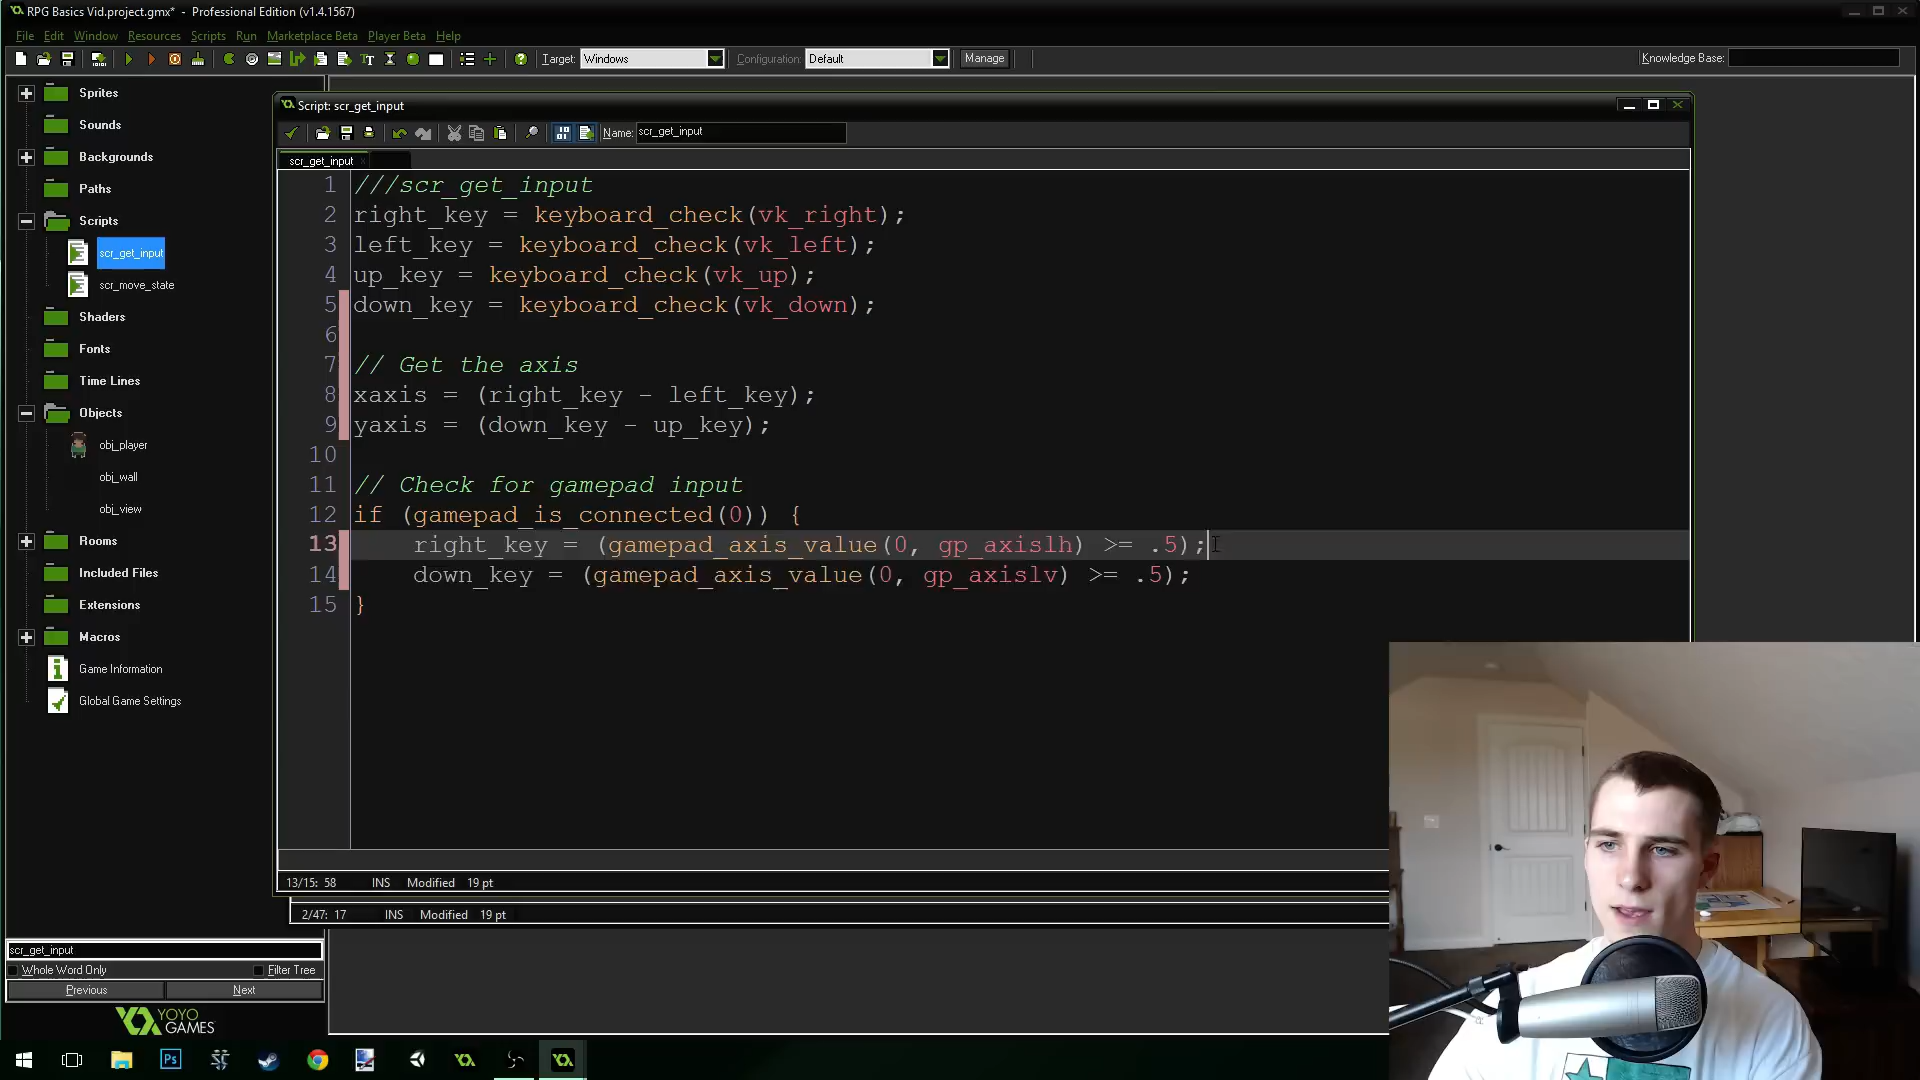 RPG Basics Vid.project.gmx* - Professional Edition (v1.4.1567)
File Edit Window Resources Scripts Run Marketplace Beta Player Beta Help
Target: Windows Configuration: Default Manage Knowledge Base:
Sprites
Sounds
Backgrounds
Paths
Scripts
scr_get_input
scr_move_state
Shaders
Fonts
Time Lines
Objects
obj_player
obj_wall
obj_view
Rooms
Included Files
Extensions
Macros
Game Information
Global Game Settings
scr_get_input
Whole Word Only Filter Tree
Previous Next
YOYO
GAMES
Script: scr_get_input
Name: scr_get_input
scr_get_input
1 ///scr_get_input
2 right_key = keyboard_check(vk_right);
3 left_key = keyboard_check(vk_left);
4 up_key = keyboard_check(vk_up);
5 down_key = keyboard_check(vk_down);
6
7 // Get the axis
8 xaxis = (right_key - left_key);
9 yaxis = (down_key - up_key);
10
11 // Check for gamepad input
12 if (gamepad_is_connected(0)) {
13 right_key = (gamepad_axis_value(0, gp_axislh) >= .5);
14 down_key = (gamepad_axis_value(0, gp_axislv) >= .5);
15 }
13/15: 58 INS Modified 19 pt
2/47: 17 INS Modified 19 pt
Ps